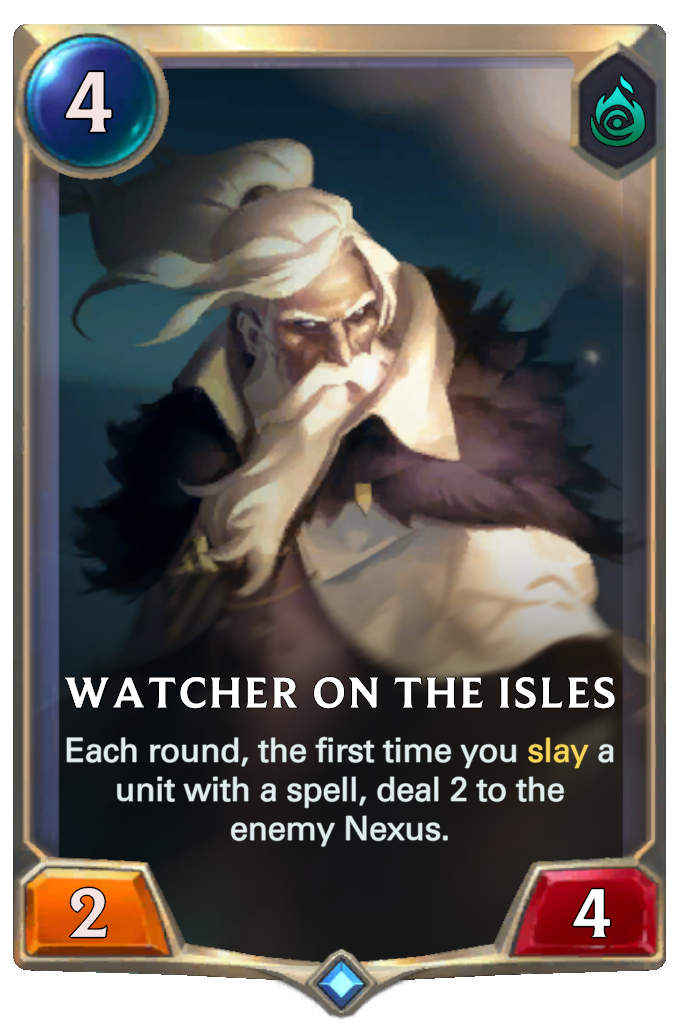 4
WATCHER ON THE ISLES
Each round, the first time you slay a
unit with a spell, deal 2 to the
enemy Nexus.
2
4